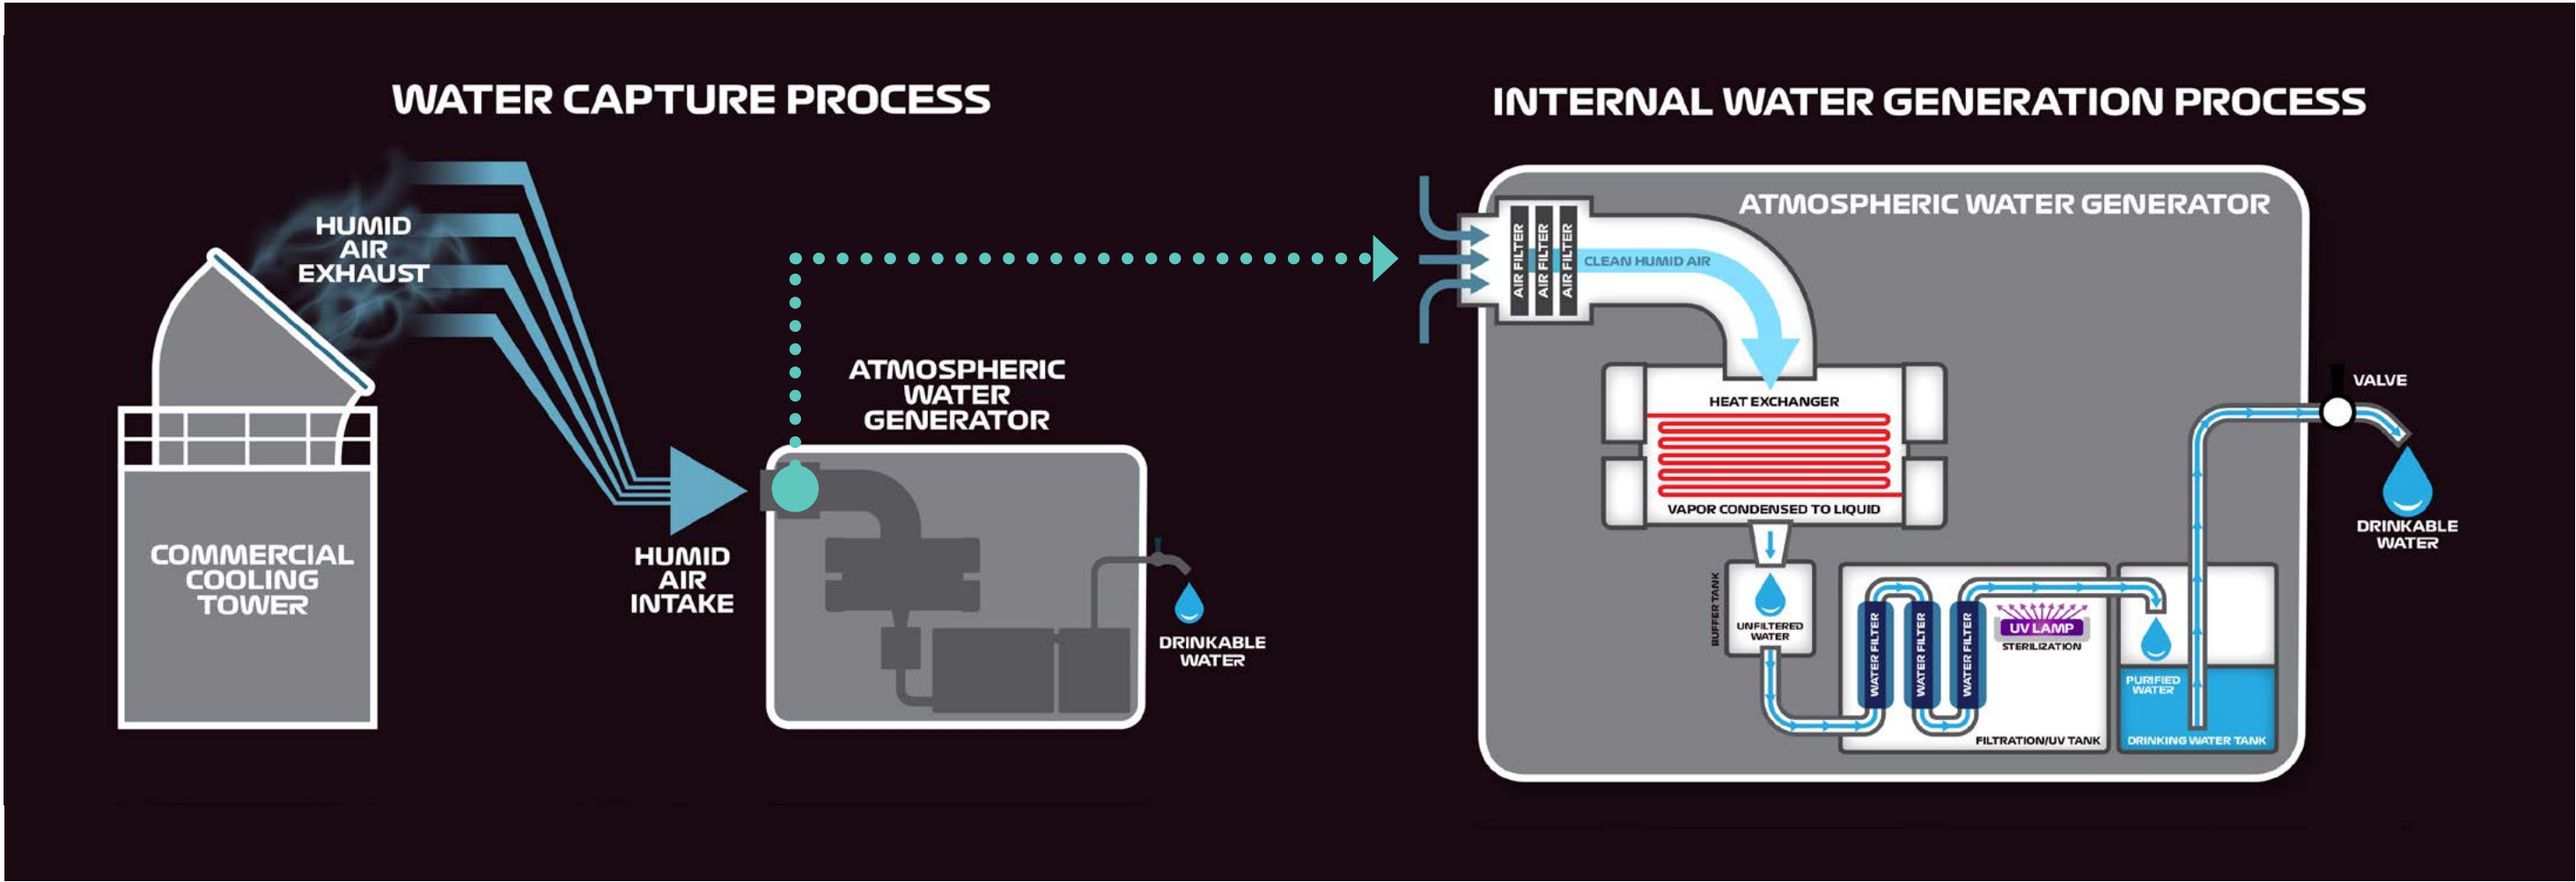 WATER CAPTURE PROCESS
HUMID
AIR
EXHAUST
COMMERCIAL
COOLING
TOWER
HUMID
AIR
INTAKE
ATMOSPHERIC
WATER
GENERATOR
DRINKABLE
WATER
INTERNAL WATER GENERATION PROCESS
ATMOSPHERIC WATER GENERATOR
AIR FILTER
AIR FILTER
AIR FILTER
CLEAN HUMID AIR
HEAT EXCHANGER
VAPOR CONDENSED TO LIQUID
BUFFER TANK
UNFILTERED
WATER
WATER FILTER
WATER FILTER
WATER FILTER
UV LAMP
STERILIZATION
FILTRATION/UV TANK
PURIFIED
WATER
DRINKING WATER TANK
VALVE
DRINKABLE
WATER